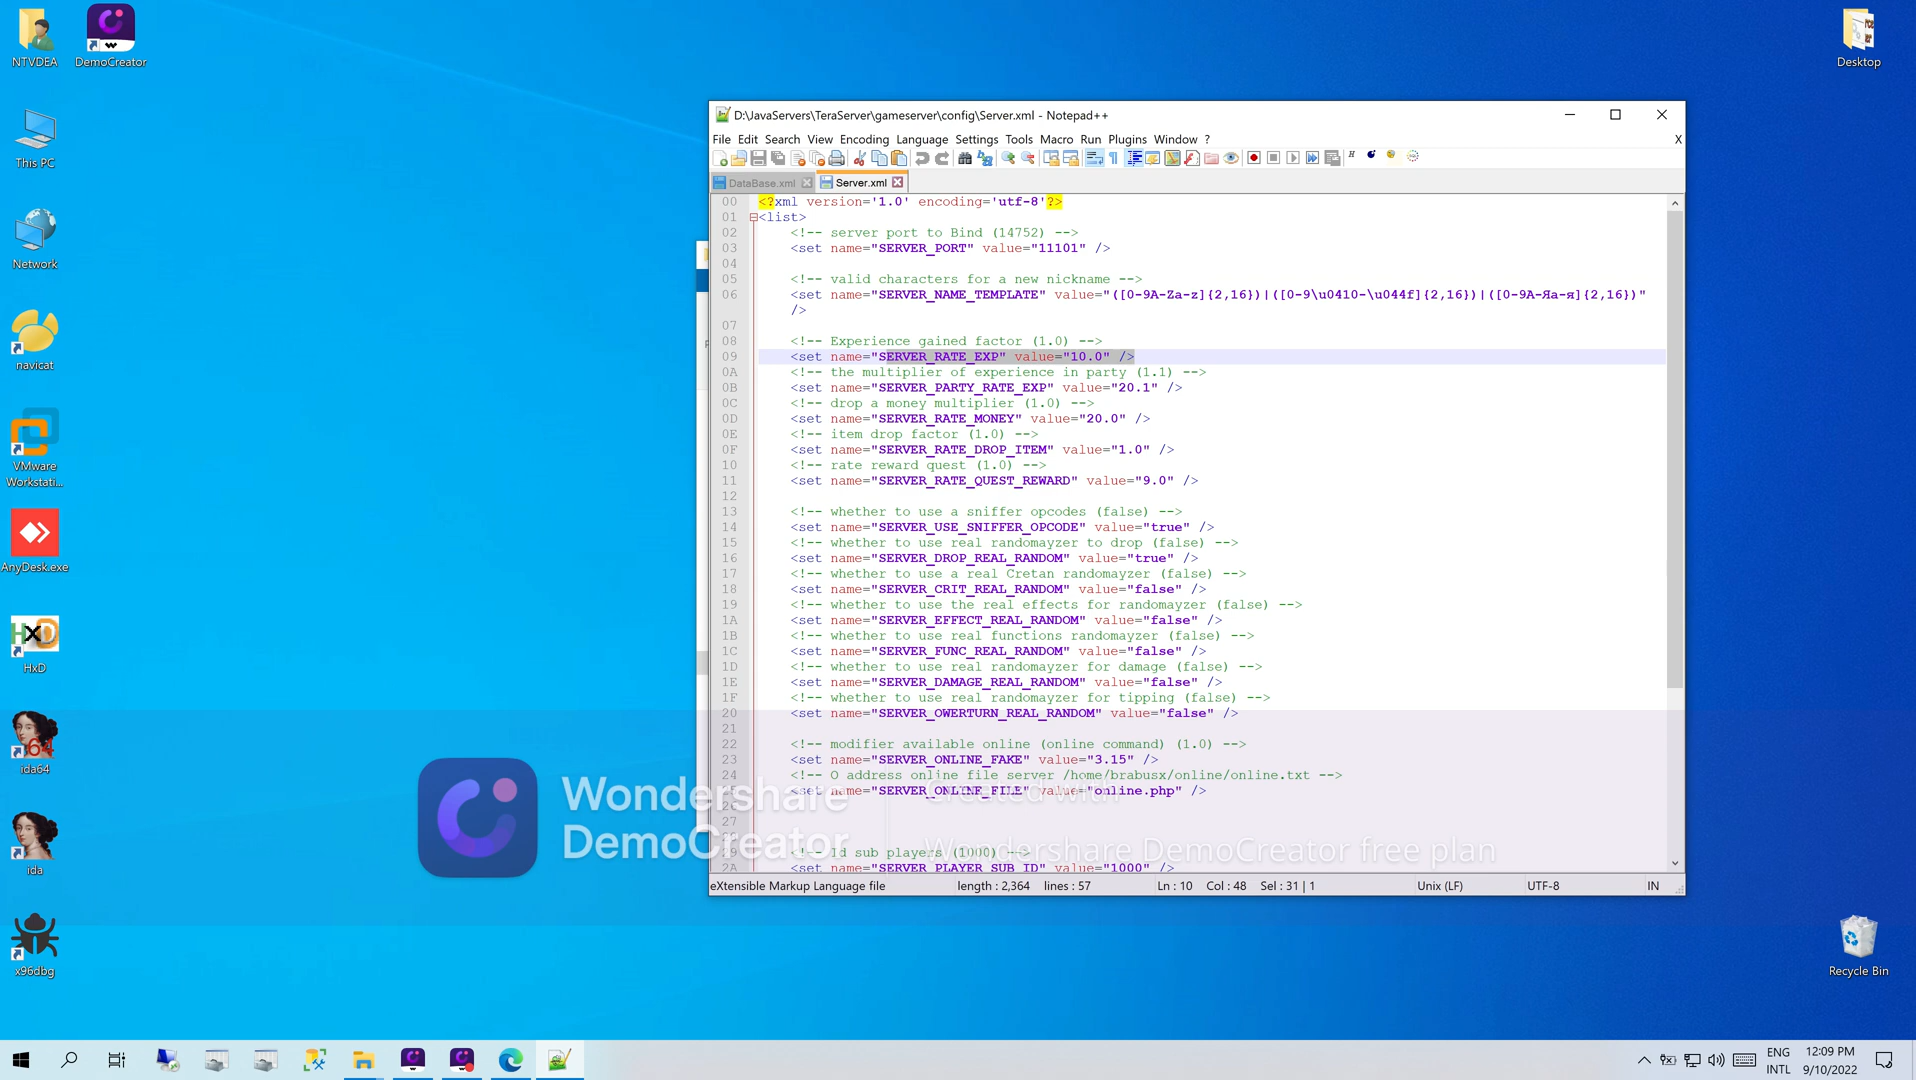 NTVDEA
DemoCreator
This PC
Network
navicat
VMware
Workstati...
AnyDesk.exe
HxD
ida64
ida
x96dbg
Desktop
Recycle Bin
D:\JavaServers\TeraServer\gameserver\config\Server.xml - Notepad++
File Edit Search View Encoding Language Settings Tools Macro Run Plugins Window ? X
DataBase.xml Server.xml
00 <?xml version='1.0' encoding='utf-8'?>
01 <list>
02 <!-- server port to Bind (14752) -->
03 <set name="SERVER_PORT" value="11101" />
04
05 <!-- valid characters for a new nickname -->
06 <set name="SERVER_NAME_TEMPLATE" value="([0-9A-Za-z]{2,16})|([0-9\u0410-\u044f]{2,16})|([0-9A-Яa-я]{2,16})"
/>
07
08 <!-- Experience gained factor (1.0) -->
09 <set name="SERVER_RATE_EXP" value="10.0" />
0A <!-- the multiplier of experience in party (1.1) -->
0B <set name="SERVER_PARTY_RATE_EXP" value="20.1" />
0C <!-- drop a money multiplier (1.0) -->
0D <set name="SERVER_RATE_MONEY" value="20.0" />
0E <!-- item drop factor (1.0) -->
0F <set name="SERVER_RATE_DROP_ITEM" value="1.0" />
10 <!-- rate reward quest (1.0) -->
11 <set name="SERVER_RATE_QUEST_REWARD" value="9.0" />
12
13 <!-- whether to use a sniffer opcodes (false) -->
14 <set name="SERVER_USE_SNIFFER_OPCODE" value="true" />
15 <!-- whether to use real randomayzer to drop (false) -->
16 <set name="SERVER_DROP_REAL_RANDOM" value="true" />
17 <!-- whether to use a real Cretan randomayzer (false) -->
18 <set name="SERVER_CRIT_REAL_RANDOM" value="false" />
19 <!-- whether to use the real effects for randomayzer (false) -->
1A <set name="SERVER_EFFECT_REAL_RANDOM" value="false" />
1B <!-- whether to use real functions randomayzer (false) -->
1C <set name="SERVER_FUNC_REAL_RANDOM" value="false" />
1D <!-- whether to use real randomayzer for damage (false) -->
1E <set name="SERVER_DAMAGE_REAL_RANDOM" value="false" />
1F <!-- whether to use real randomayzer for tipping (false) -->
20 <set name="SERVER_OWERTURN_REAL_RANDOM" value="false" />
21
22 <!-- modifier available online (online command) (1.0) -->
23 <set name="SERVER_ONLINE_FAKE" value="3.15" />
24 <!-- O address online file server /home/brabusx/online/online.txt -->
25 <set name="SERVER_ONLINE_FILE" value="online.php" />
26
27
28
29 <!-- Id sub players (1000) -->
2A <set name="SERVER_PLAYER_SUB_ID" value="1000" />
Wondershare
DemoCreator
Created with
Wondershare DemoCreator free plan
eXtensible Markup Language file length : 2,364 lines : 57 Ln : 10 Col : 48 Sel : 31 | 1 Unix (LF) UTF-8 IN
ENG
INTL
12:09 PM
9/10/2022